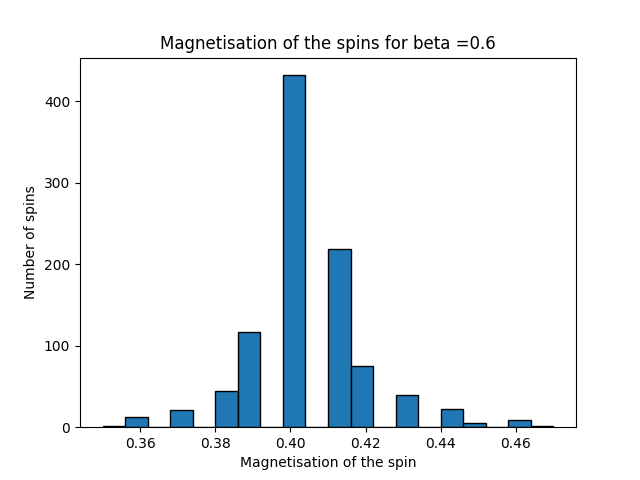 Magnetisation of the spins for beta =0.6
400
300
200
100
0
Number of spins
0.36 0.38 0.40 0.42 0.44 0.46
Magnetisation of the spin